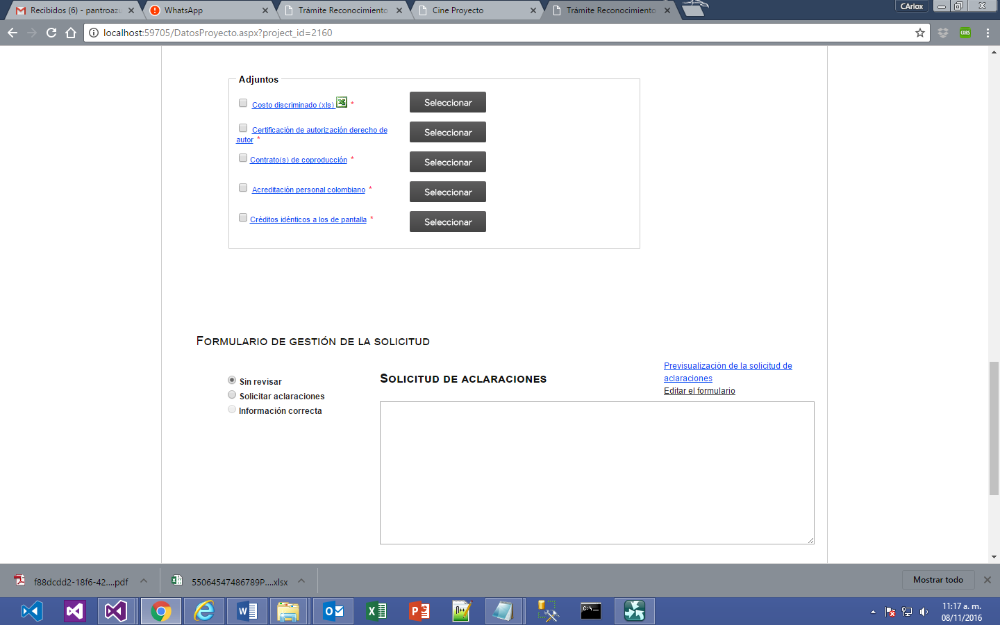 Recibidos (6) - pantroazu
WhatsApp
Trámite Reconocimiento
Cine Proyecto
Trámite Reconocimiento
CArlox
localhost:59705/DatosProyecto.aspx?project_id=2160
CORS
Adjuntos
Costo discriminado (xls) *
Seleccionar
Certificación de autorización derecho de
autor *
Seleccionar
Contrato(s) de coproducción *
Seleccionar
Acreditación personal colombiano *
Seleccionar
Créditos idénticos a los de pantalla *
Seleccionar
Formulario de gestión de la solicitud
Sin revisar
Solicitar aclaraciones
Información correcta
Solicitud de aclaraciones
Previsualización de la solicitud de
aclaraciones
Editar el formulario
f88dcdd2-18f6-42....pdf
55064547486789P....xlsx
Mostrar todo
11:17 a. m.
08/11/2016